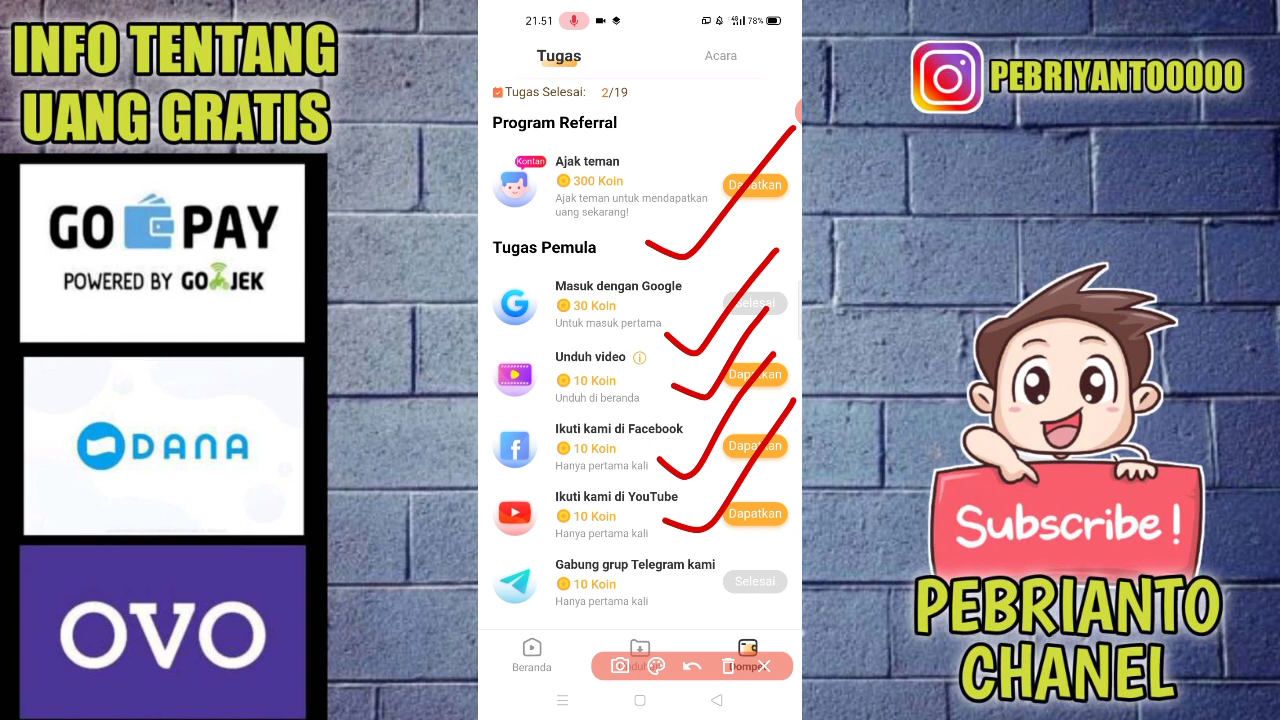 INFO TENTANG
UANG GRATIS
GO PAY
POWERED BY GOJEK
DANA
OVO
21.51
78%
Tugas
Acara
Tugas Selesai: 2/19
Program Referral
Kontan
Ajak teman
300 Koin
Dapatkan
Ajak teman untuk mendapatkan
uang sekarang!
Tugas Pemula
Masuk dengan Google
30 Koin
Selesai
Untuk masuk pertama
Unduh video
10 Koin
Dapatkan
Unduh di beranda
Ikuti kami di Facebook
10 Koin
Dapatkan
Hanya pertama kali
Ikuti kami di YouTube
10 Koin
Dapatkan
Hanya pertama kali
Gabung grup Telegram kami
10 Koin
Selesai
Hanya pertama kali
Beranda
Dompet
PEBRIYANTOOOOO
Subscribe!
PEBRIANTO
CHANEL